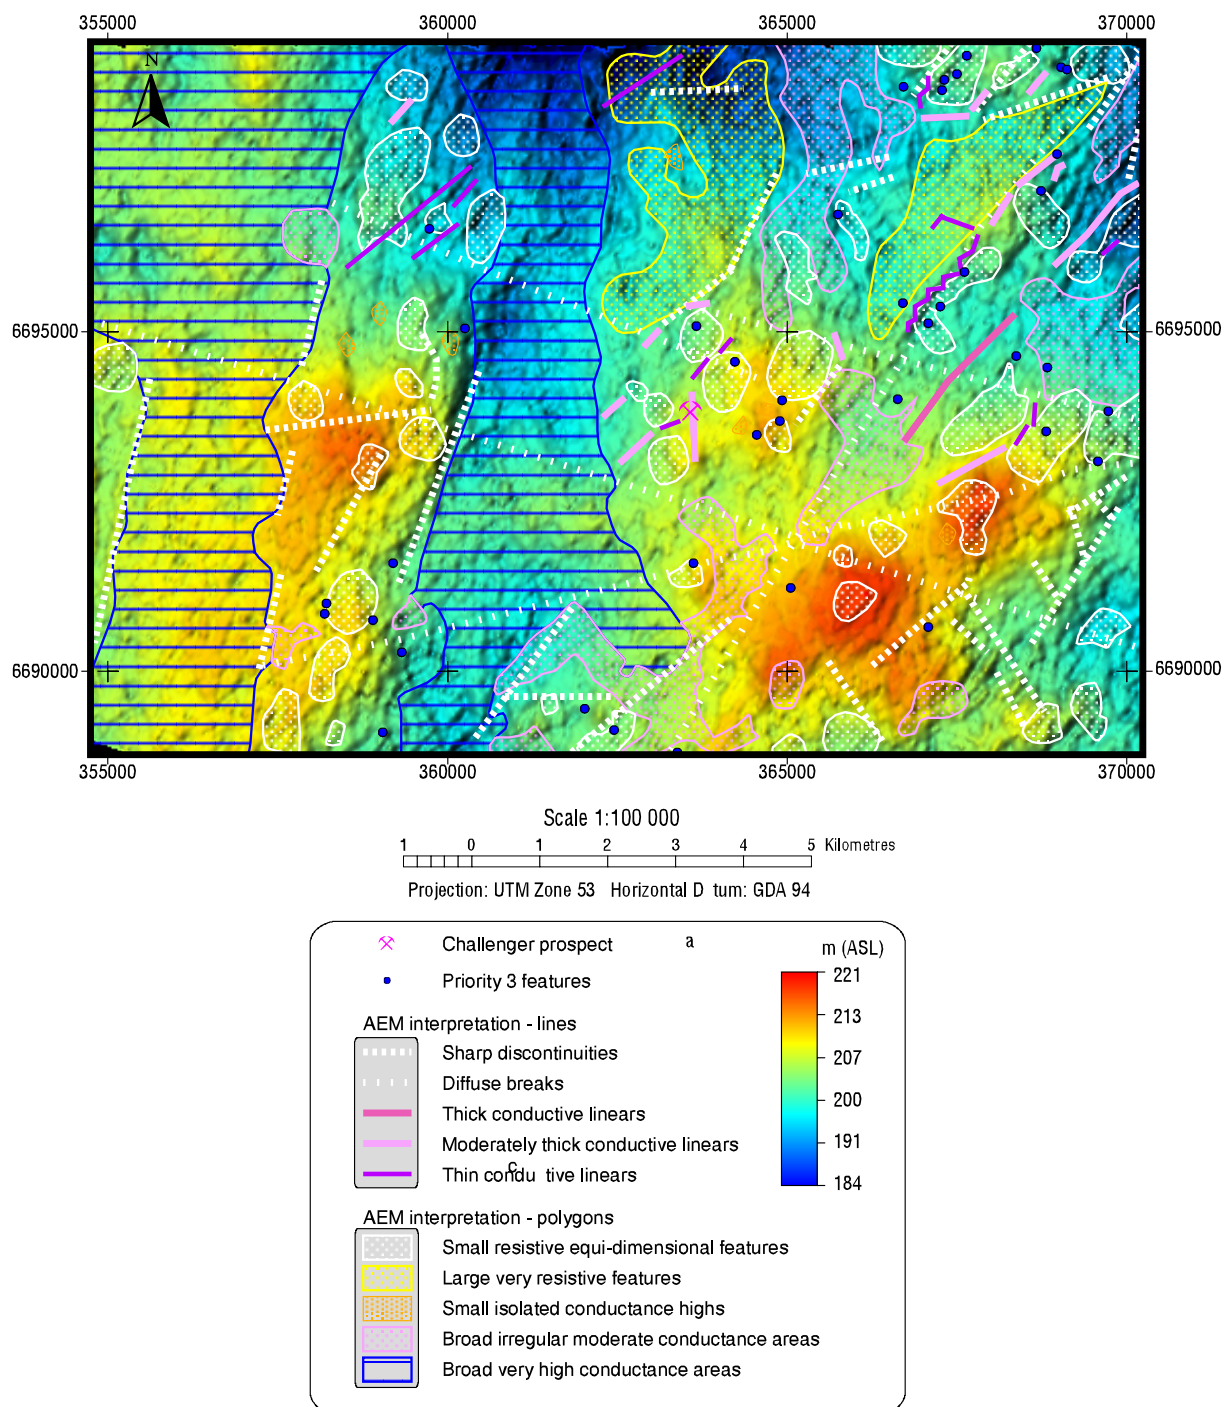 355000 360000 365000 370000
N
6695000 6695000
6690000 6690000
355000 360000 365000 370000
Scale 1:100 000
1 0 1 2 3 4 5 Kilometres
Projection: UTM Zone 53 Horizontal D tum: GDA 94
Challenger prospect a
m (ASL)
221
Priority 3 features
213
AEM interpretation - lines
Sharp discontinuities
207
Diffuse breaks
200
Thick conductive linears
Moderately thick conductive linears
191
c
Thin condu tive linears
184
AEM interpretation - polygons
Small resistive equi-dimensional features
Large very resistive features
Small isolated conductance highs
Broad irregular moderate conductance areas
Broad very high conductance areas